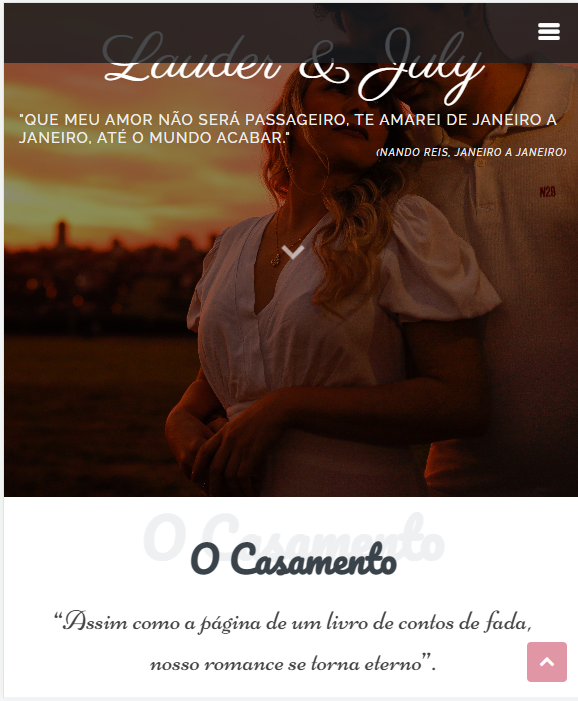 Lauder & July
"QUE MEU AMOR NÃO SERÁ PASSAGEIRO, TE AMAREI DE JANEIRO A
JANEIRO, ATÉ O MUNDO ACABAR."
(NANDO REIS, JANEIRO A JANEIRO)
N28
O Casamento
O Casamento
“Assim como a página de um livro de contos de fada,
nosso romance se torna eterno”.